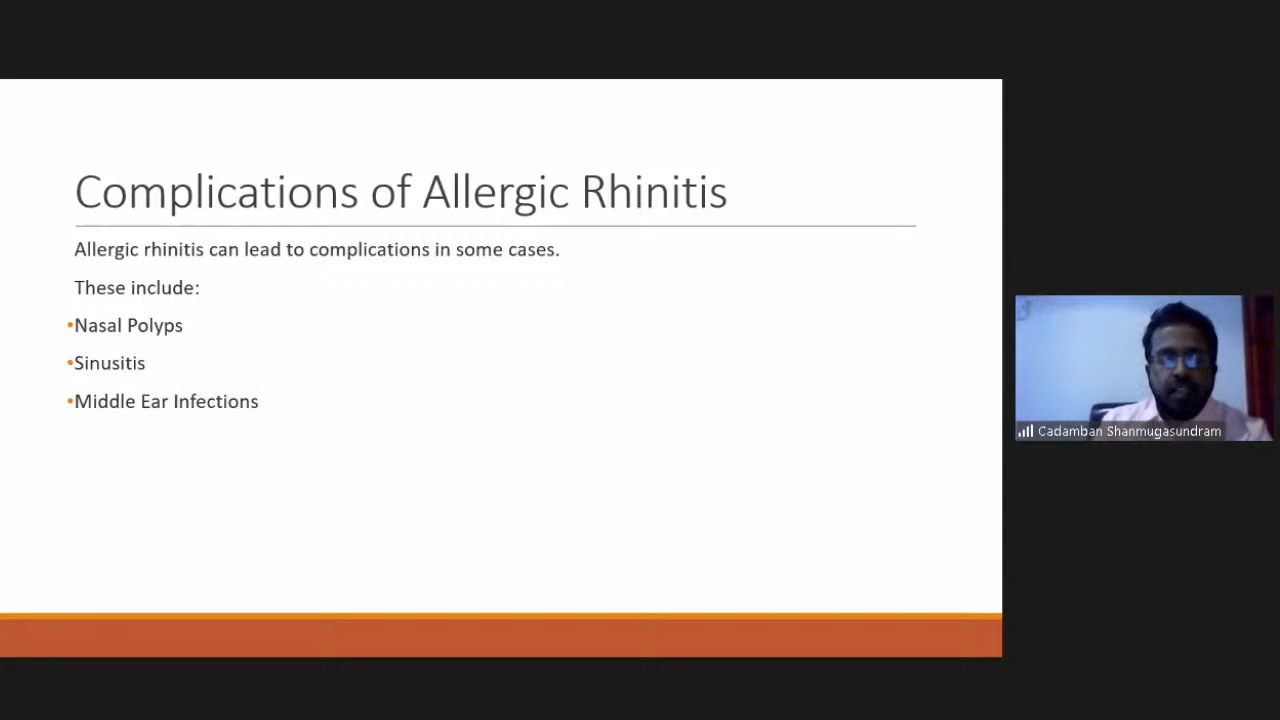 Complications of Allergic Rhinitis
Allergic rhinitis can lead to complications in some cases.
These include:
•Nasal Polyps
•Sinusitis
•Middle Ear Infections
Cadamban Shanmugasundram